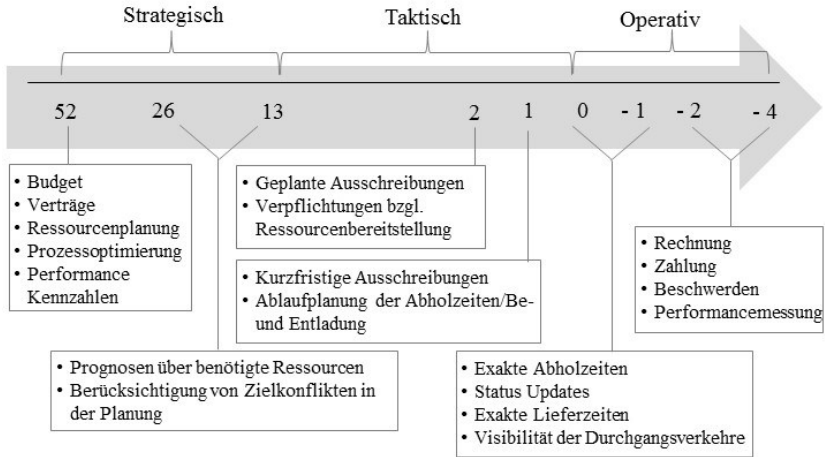 Strategisch Taktisch Operativ
52 26 13 2 1 0 - 1 - 2 - 4
• Budget
• Verträge
• Ressourcenplanung
• Prozessoptimierung
• Performance
Kennzahlen
• Geplante Ausschreibungen
• Verpflichtungen bzgl.
Ressourcenbereitstellung
• Kurzfristige Ausschreibungen
• Ablaufplanung der Abholzeiten/Be-
und Entladung
• Rechnung
• Zahlung
• Beschwerden
• Performancemessung
• Prognosen über benötigte Ressourcen
• Berücksichtigung von Zielkonflikten in
der Planung
• Exakte Abholzeiten
• Status Updates
• Exakte Lieferzeiten
• Visibilität der Durchgangsverkehre